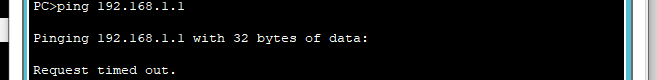 PC>ping 192.168.1.1
Pinging 192.168.1.1 with 32 bytes of data:
Request timed out.